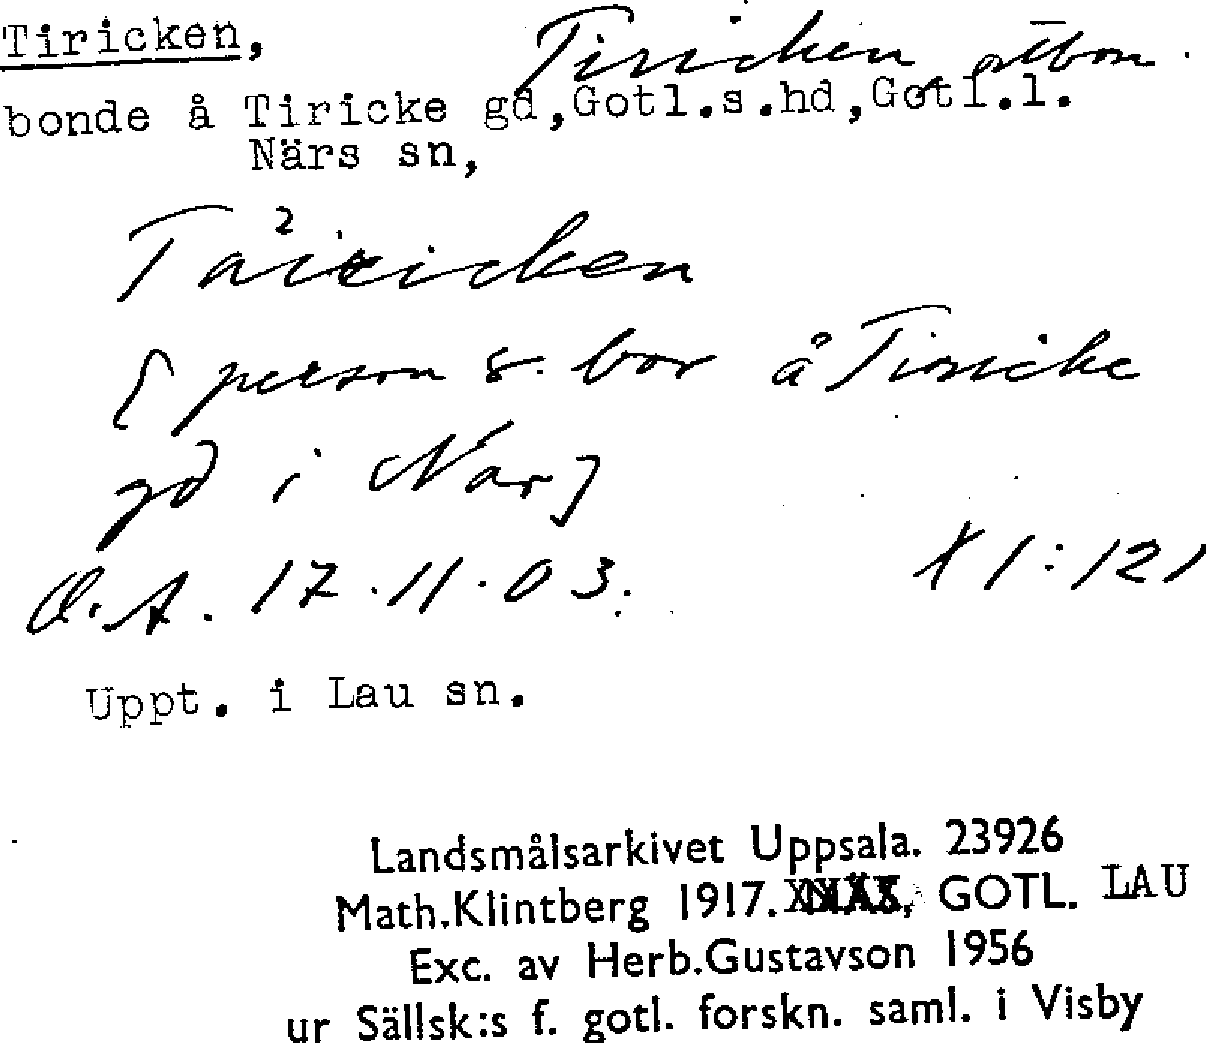 Tiricken, Tiricken
bonde å Tiricke gd,Gotl.s.hd,Gotl.l.
Närs sn,
Tai²ricken
[person s. bor å Tiricke
gd i När]
O.A. 17.11.03. X1:121
Uppt. i Lau sn.
Landsmålsarkivet Uppsala. 23926
Math.Klintberg 1917. GOTL. LAU
Exc. av Herb.Gustavson 1956
ur Sällsk:s f. gotl. forskn. saml. i Visby